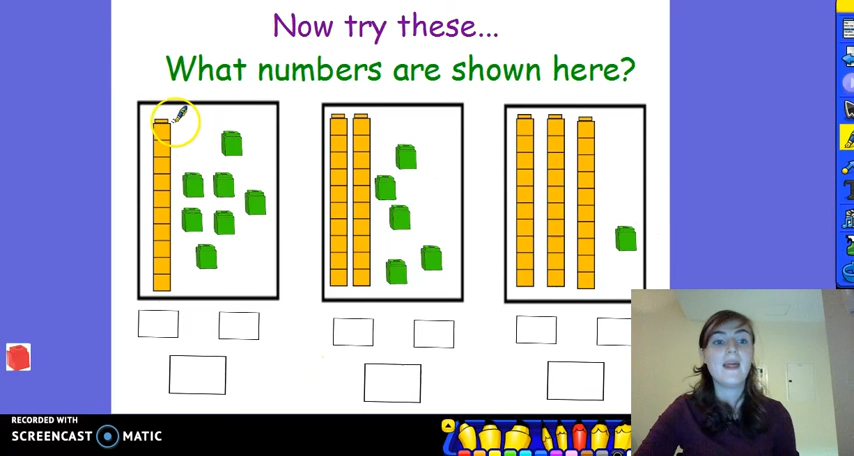 Now try these...
What numbers are shown here?
RECORDED WITH
SCREENCAST MATIC
T